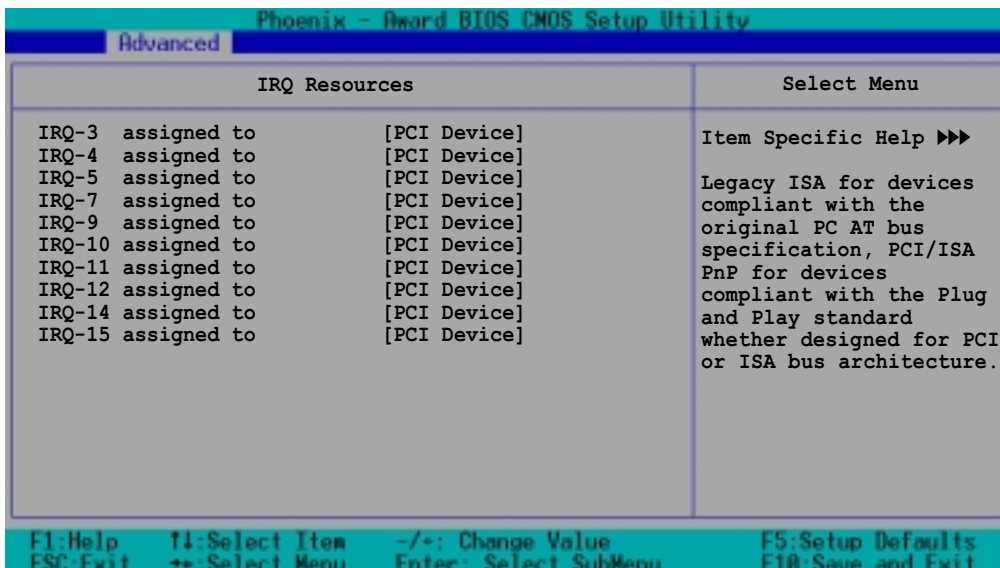 Phoenix - Award BIOS CMOS Setup Utility
Advanced
IRQ Resources
Select Menu
IRQ-3 assigned to [PCI Device]
IRQ-4 assigned to [PCI Device]
IRQ-5 assigned to [PCI Device]
IRQ-7 assigned to [PCI Device]
IRQ-9 assigned to [PCI Device]
IRQ-10 assigned to [PCI Device]
IRQ-11 assigned to [PCI Device]
IRQ-12 assigned to [PCI Device]
IRQ-14 assigned to [PCI Device]
IRQ-15 assigned to [PCI Device]
Item Specific Help ▶▶▶
Legacy ISA for devices
compliant with the
original PC AT bus
specification, PCI/ISA
PnP for devices
compliant with the Plug
and Play standard
whether designed for PCI
or ISA bus architecture.
F1:Help ↑↓:Select Item -/+: Change Value F5:Setup Defaults
ESC:Exit ↔:Select Menu Enter: Select SubMenu F10:Save and Exit